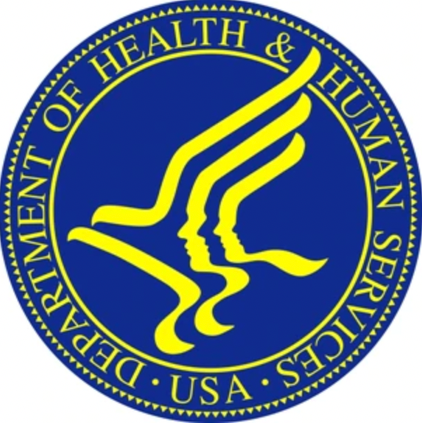 DEPARTMENT OF HEALTH & HUMAN SERVICES · USA ·